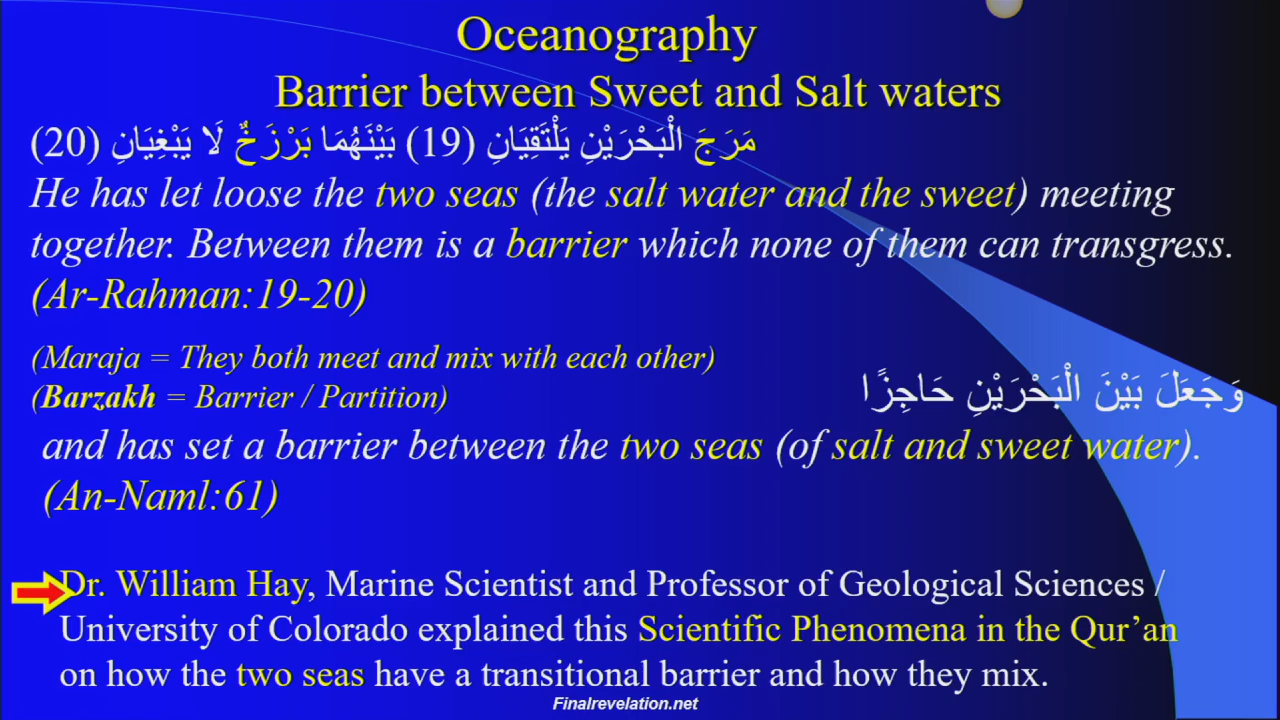 Oceanography
Barrier between Sweet and Salt waters
مَرَجَ الْبَحْرَيْنِ يَلْتَقِيَانِ (19) بَيْنَهُمَا بَرْزَخٌ لَا يَبْغِيَانِ (20)
He has let loose the two seas (the salt water and the sweet) meeting
together. Between them is a barrier which none of them can transgress.
(Ar-Rahman:19-20)
(Maraja = They both meet and mix with each other)
(Barzakh = Barrier / Partition)
وَجَعَلَ بَيْنَ الْبَحْرَيْنِ حَاجِزًا
and has set a barrier between the two seas (of salt and sweet water).
(An-Naml:61)
Dr. William Hay, Marine Scientist and Professor of Geological Sciences /
University of Colorado explained this Scientific Phenomena in the Qur’an
on how the two seas have a transitional barrier and how they mix.
Finalrevelation.net